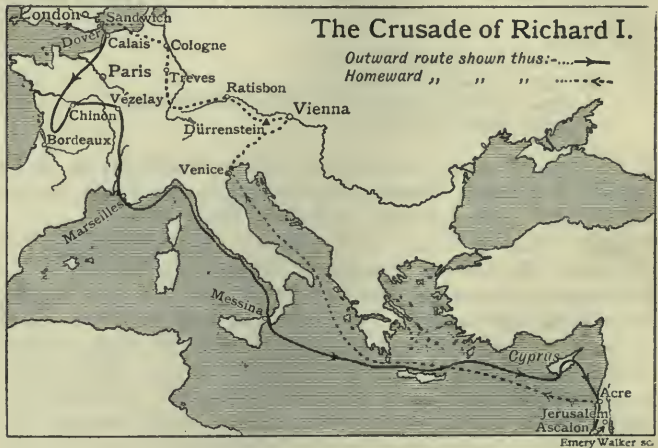 The Crusade of Richard I.
Outward route shown thus:-....
Homeward ,, ,, ,,
London
Sandwich
Dover
Calais
Cologne
Paris
Treves
Vézelay
Ratisbon
Vienna
Chinon
Dürrenstein
Bordeaux
Venice
Marseilles
Messina
Cyprus
Acre
Jerusalem
Ascalon
Emery Walker sc.